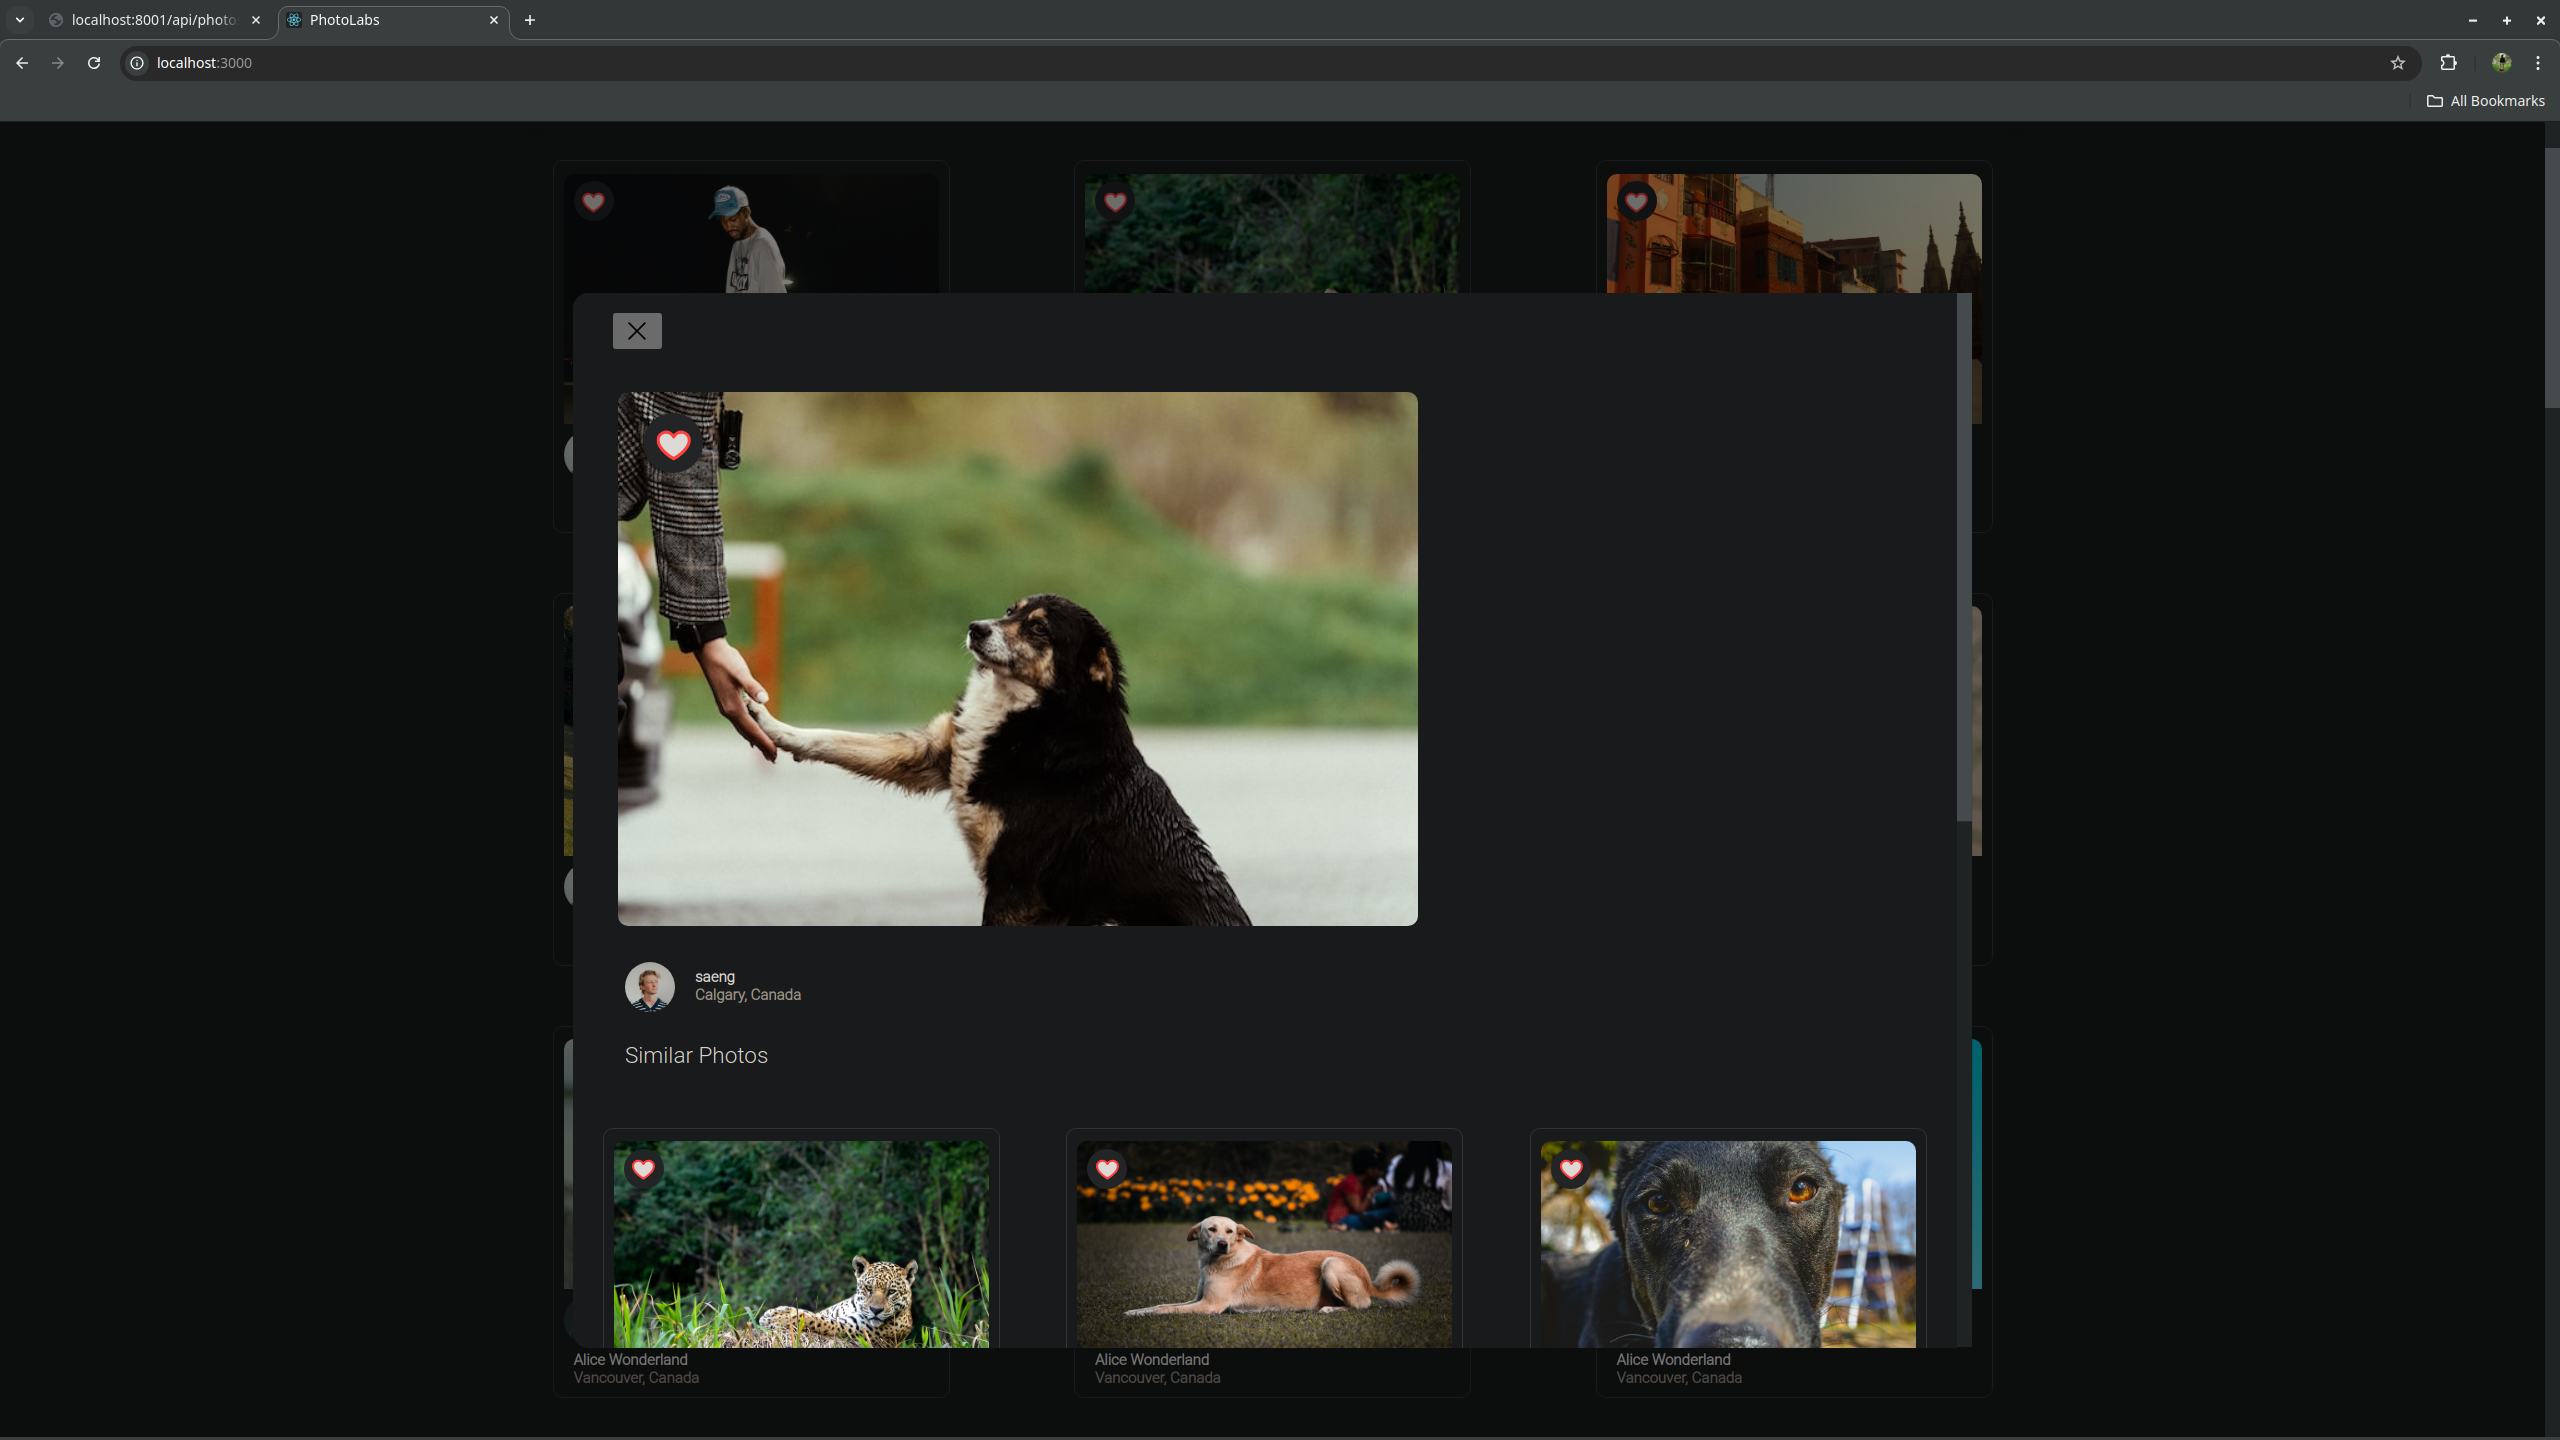 localhost:8001/api/photo
PhotoLabs
localhost:3000
All Bookmarks
saeng
Calgary, Canada
Similar Photos
Alice Wonderland
Vancouver, Canada
Alice Wonderland
Vancouver, Canada
Alice Wonderland
Vancouver, Canada